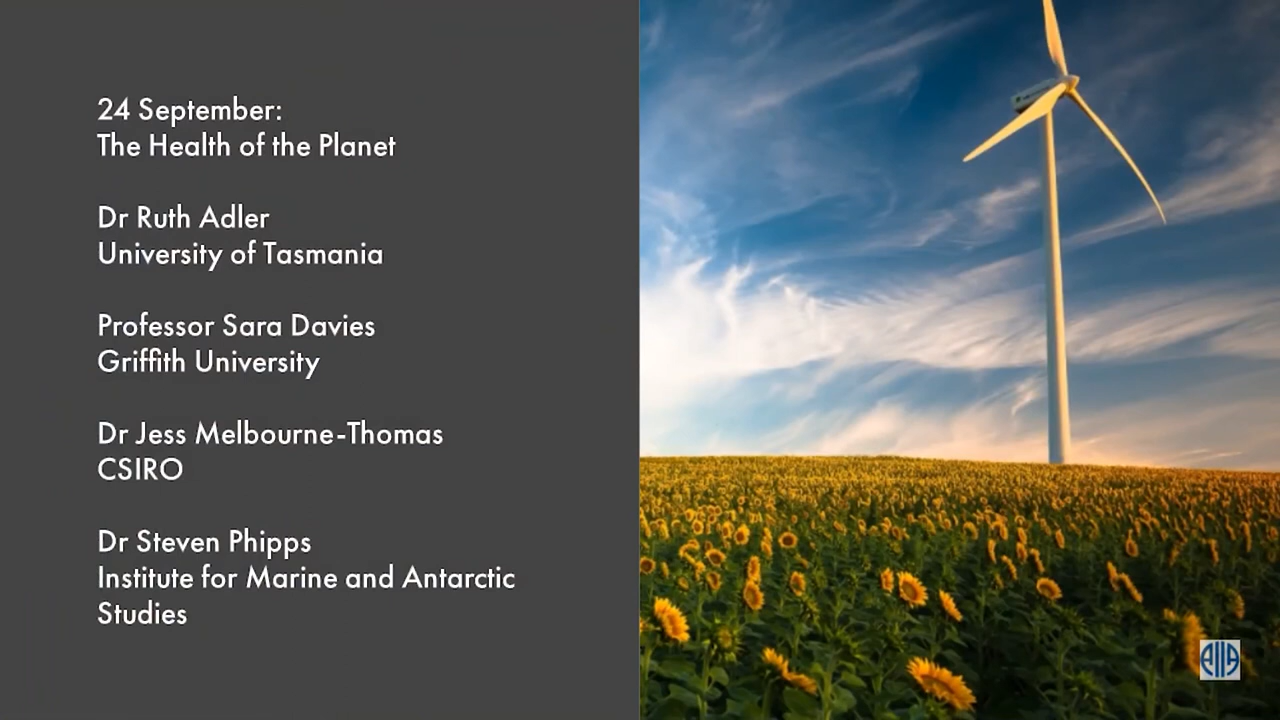 24 September:
The Health of the Planet
Dr Ruth Adler
University of Tasmania
Professor Sara Davies
Griffith University
Dr Jess Melbourne-Thomas
CSIRO
Dr Steven Phipps
Institute for Marine and Antarctic
Studies
AIIA